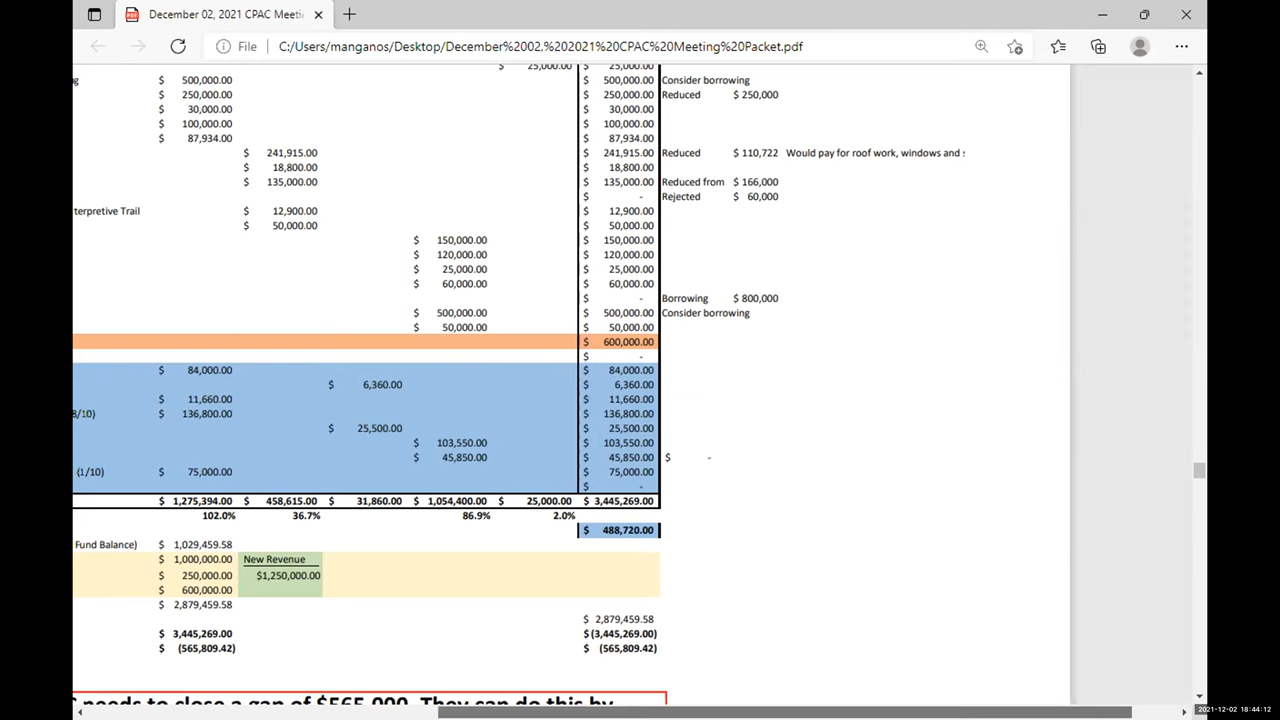 December 02, 2021 CPAC Meeti
File C:/Users/manganos/Desktop/December%2002,%202021%20CPAC%20Meeting%20Packet.pdf
$ 25,000.00 $ 25,000.00
g $ 500,000.00 $ 500,000.00 Consider borrowing
$ 250,000.00 $ 250,000.00 Reduced $ 250,000
$ 30,000.00 $ 30,000.00
$ 100,000.00 $ 100,000.00
$ 87,934.00 $ 87,934.00
$ 241,915.00 $ 241,915.00 Reduced $ 110,722 Would pay for roof work, windows and
$ 18,800.00 $ 18,800.00
$ 135,000.00 $ 135,000.00 Reduced from $ 166,000
$ - Rejected $ 60,000
terpretive Trail $ 12,900.00 $ 12,900.00
$ 50,000.00 $ 50,000.00
$ 150,000.00 $ 150,000.00
$ 120,000.00 $ 120,000.00
$ 25,000.00 $ 25,000.00
$ 60,000.00 $ 60,000.00
$ - Borrowing $ 800,000
$ 500,000.00 $ 500,000.00 Consider borrowing
$ 50,000.00 $ 50,000.00
$ 600,000.00
$ -
$ 84,000.00 $ 84,000.00
$ 6,360.00 $ 6,360.00
$ 11,660.00 $ 11,660.00
8/10) $ 136,800.00 $ 136,800.00
$ 25,500.00 $ 25,500.00
$ 103,550.00 $ 103,550.00
$ 45,850.00 $ 45,850.00 $ -
(1/10) $ 75,000.00 $ 75,000.00
$ -
$ 1,275,394.00 $ 458,615.00 $ 31,860.00 $ 1,054,400.00 $ 25,000.00 $ 3,445,269.00
102.0% 36.7% 86.9% 2.0%
$ 488,720.00
Fund Balance) $ 1,029,459.58
$ 1,000,000.00 New Revenue
$ 250,000.00 $1,250,000.00
$ 600,000.00
$ 2,879,459.58
$ 2,879,459.58
$ 3,445,269.00 $ (3,445,269.00)
$ (565,809.42) $ (565,809.42)
needs to close a gap of $565,000. They can do this by
2021-12-02 18:44:12